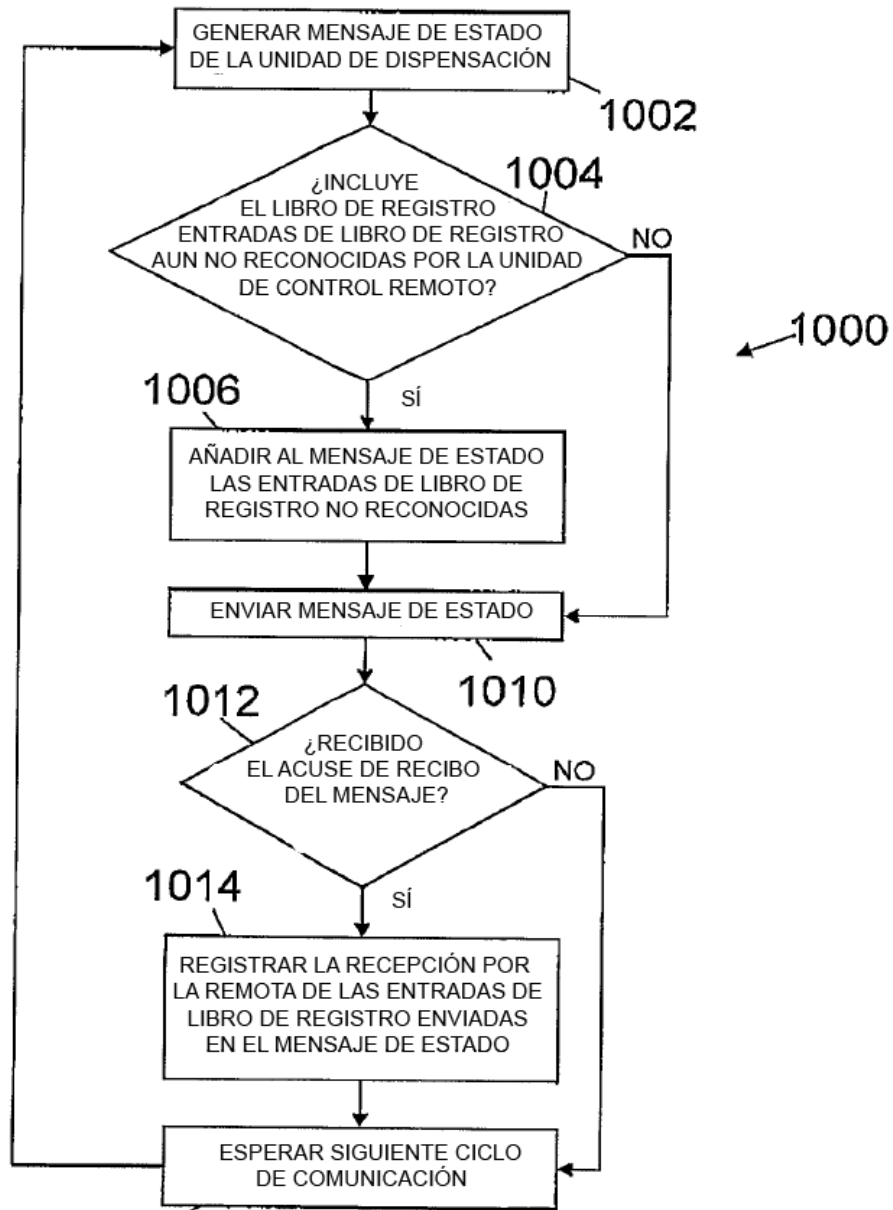 GENERAR MENSAJE DE ESTADO
DE LA UNIDAD DE DISPENSACIÓN
1002
¿INCLUYE
EL LIBRO DE REGISTRO
ENTRADAS DE LIBRO DE REGISTRO
AUN NO RECONOCIDAS POR LA UNIDAD
DE CONTROL REMOTO?
1004
NO
1000
SÍ
1006
AÑADIR AL MENSAJE DE ESTADO
LAS ENTRADAS DE LIBRO DE
REGISTRO NO RECONOCIDAS
ENVIAR MENSAJE DE ESTADO
1010
1012
¿RECIBIDO
EL ACUSE DE RECIBO
DEL MENSAJE?
NO
SÍ
1014
REGISTRAR LA RECEPCIÓN POR
LA REMOTA DE LAS ENTRADAS DE
LIBRO DE REGISTRO ENVIADAS
EN EL MENSAJE DE ESTADO
ESPERAR SIGUIENTE CICLO
DE COMUNICACIÓN